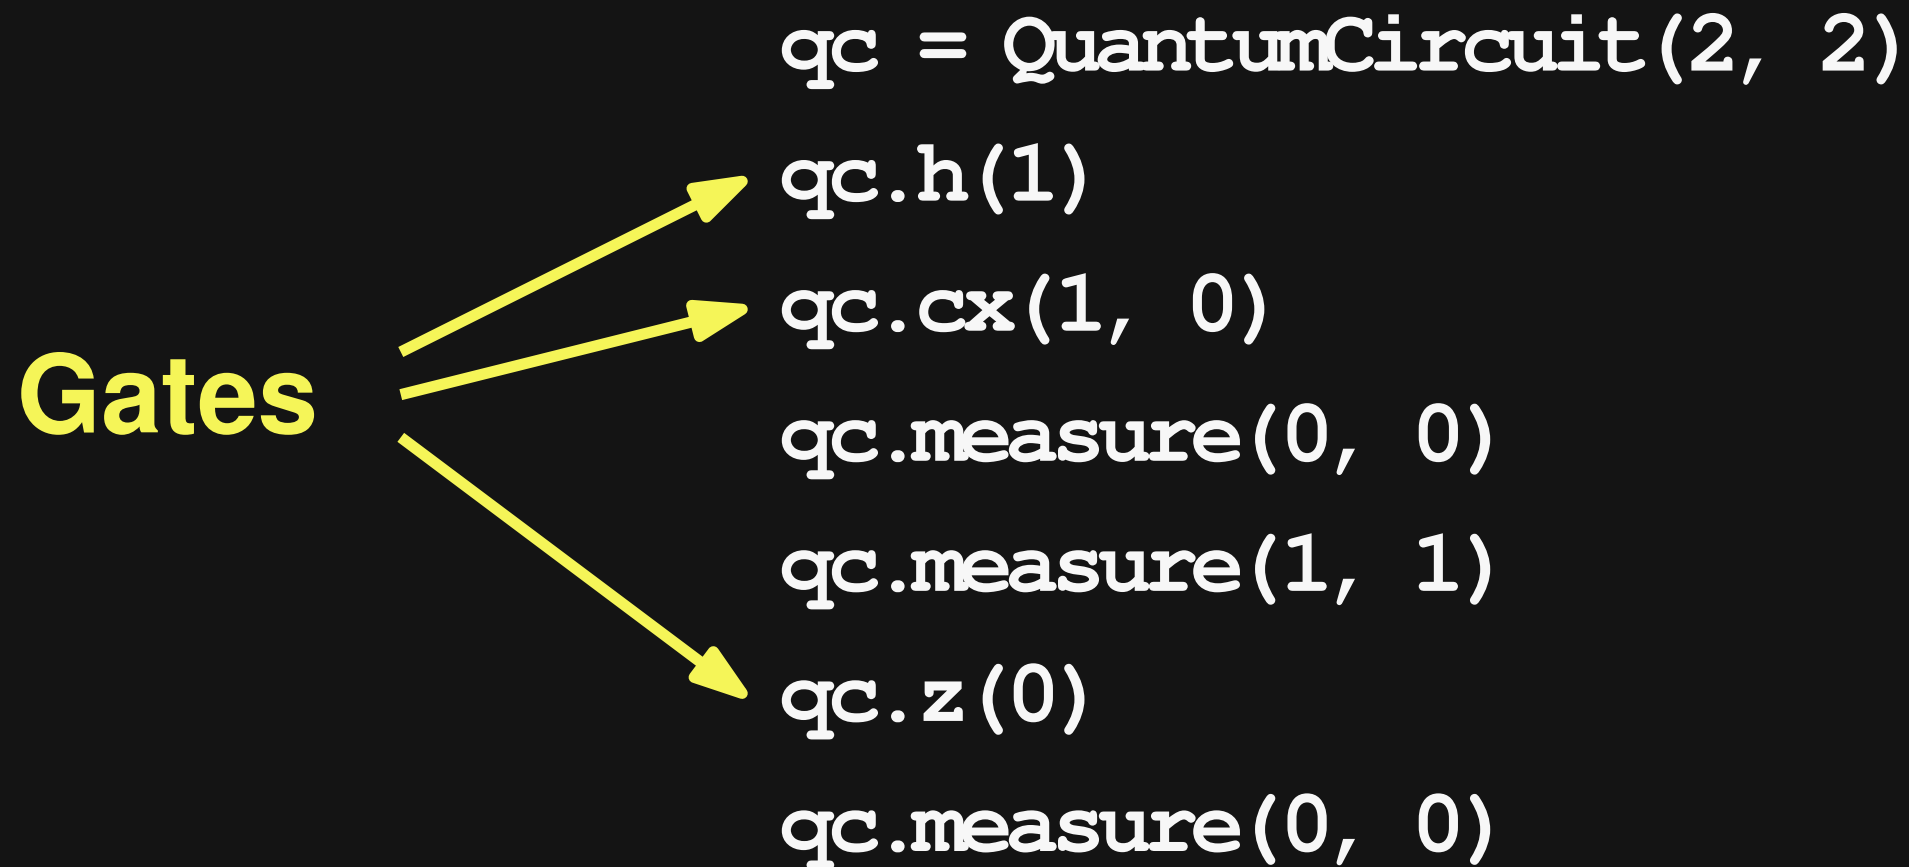 qc = QuantumCircuit(2, 2)
qc.h(1)
qc.cx(1, 0)
Gates
qc.measure(0, 0)
qc.measure(1, 1)
qc.z(0)
qc.measure(0, 0)